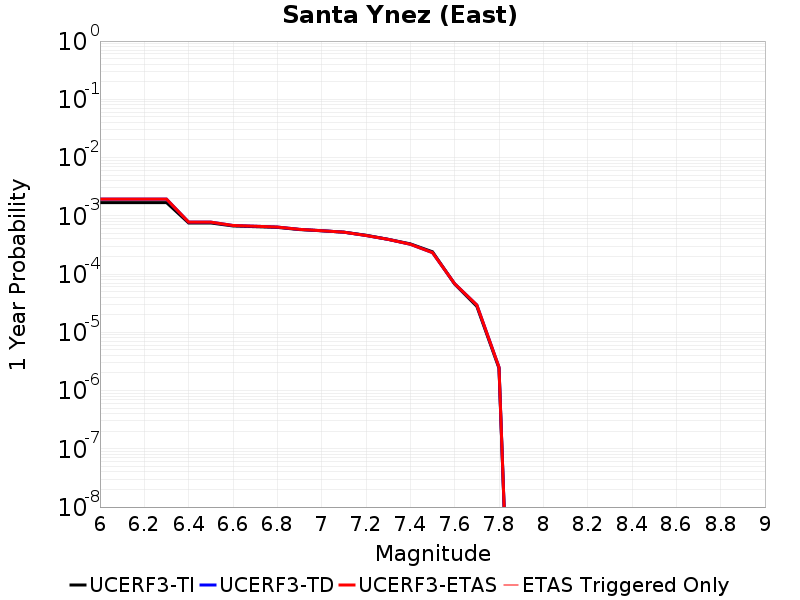 Santa Ynez (East)
1 Year Probability
10^0
10^-1
10^-2
10^-3
10^-4
10^-5
10^-6
10^-7
10^-8
6 6.2 6.4 6.6 6.8 7 7.2 7.4 7.6 7.8 8 8.2 8.4 8.6 8.8 9
Magnitude
UCERF3-TI UCERF3-TD UCERF3-ETAS ETAS Triggered Only